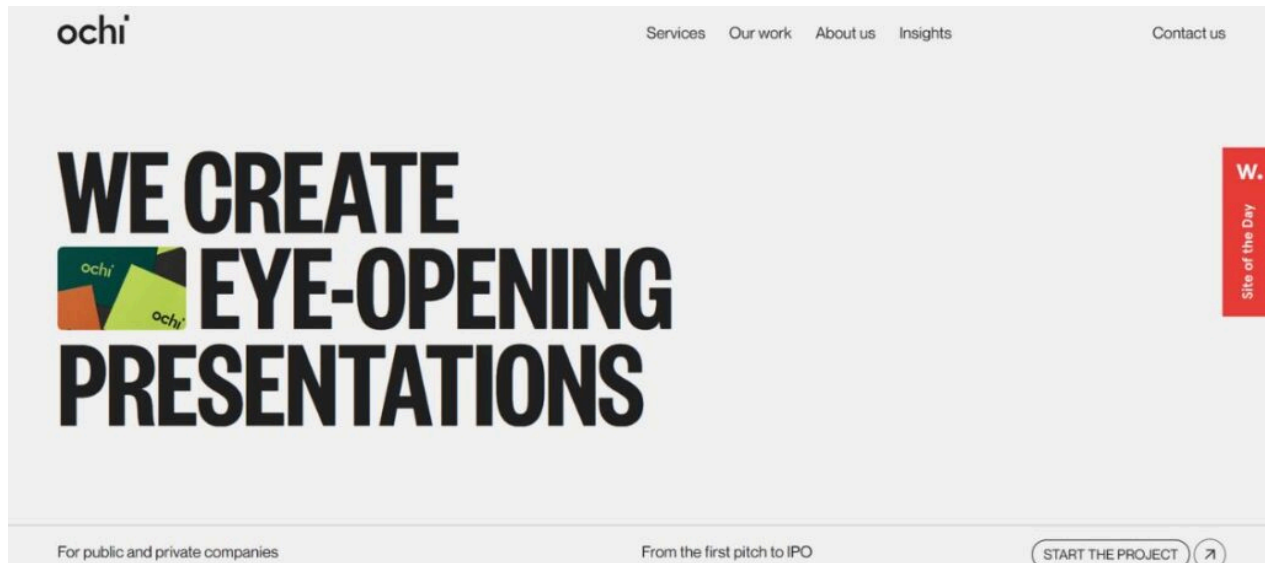 ochi
Services Our work About us Insights Contact us
WE CREATE
ochi
ochi
EYE-OPENING
PRESENTATIONS
W.
Site of the Day
For public and private companies
From the first pitch to IPO
START THE PROJECT